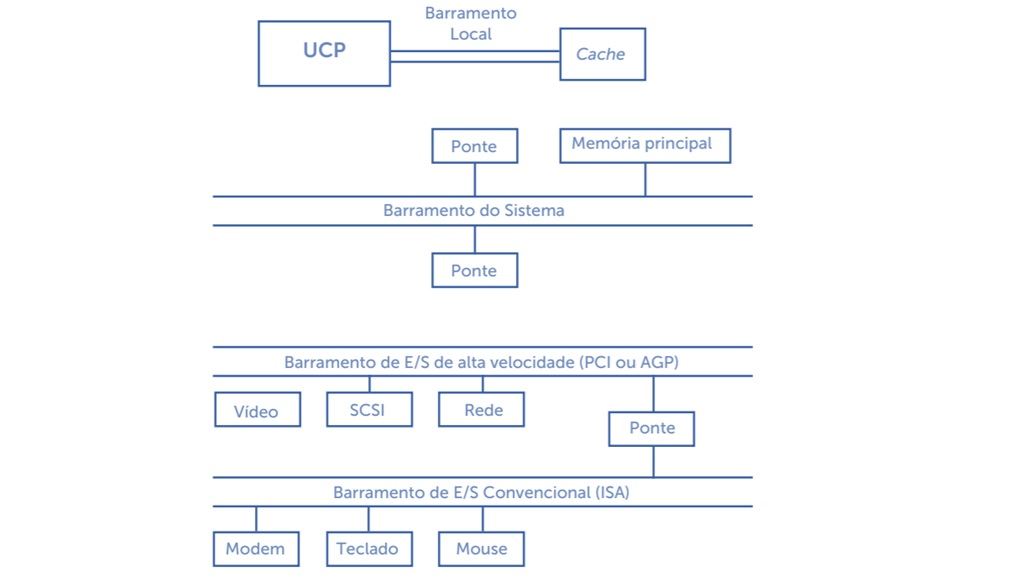 Barramento
Local
UCP
Cache
Ponte
Memória principal
Barramento do Sistema
Ponte
Barramento de E/S de alta velocidade (PCI ou AGP)
Vídeo
SCSI
Rede
Ponte
Barramento de E/S Convencional (ISA)
Modem
Teclado
Mouse